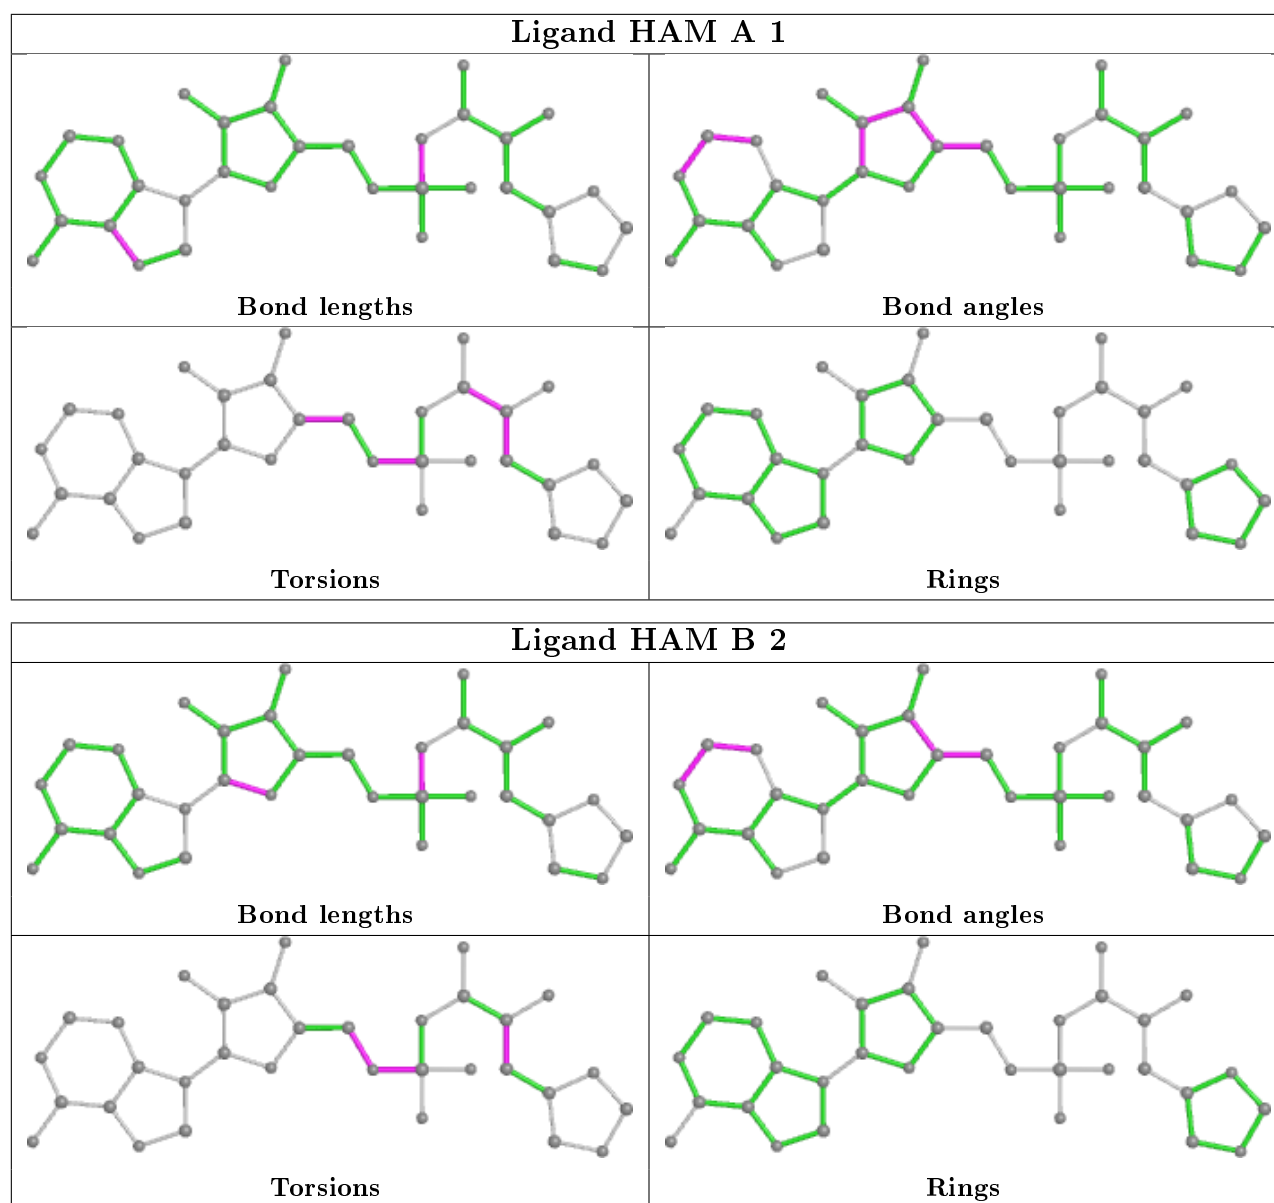 Ligand HAM A 1
Bond lengths
Bond angles
Torsions
Rings
Ligand HAM B 2
Bond lengths
Bond angles
Torsions
Rings